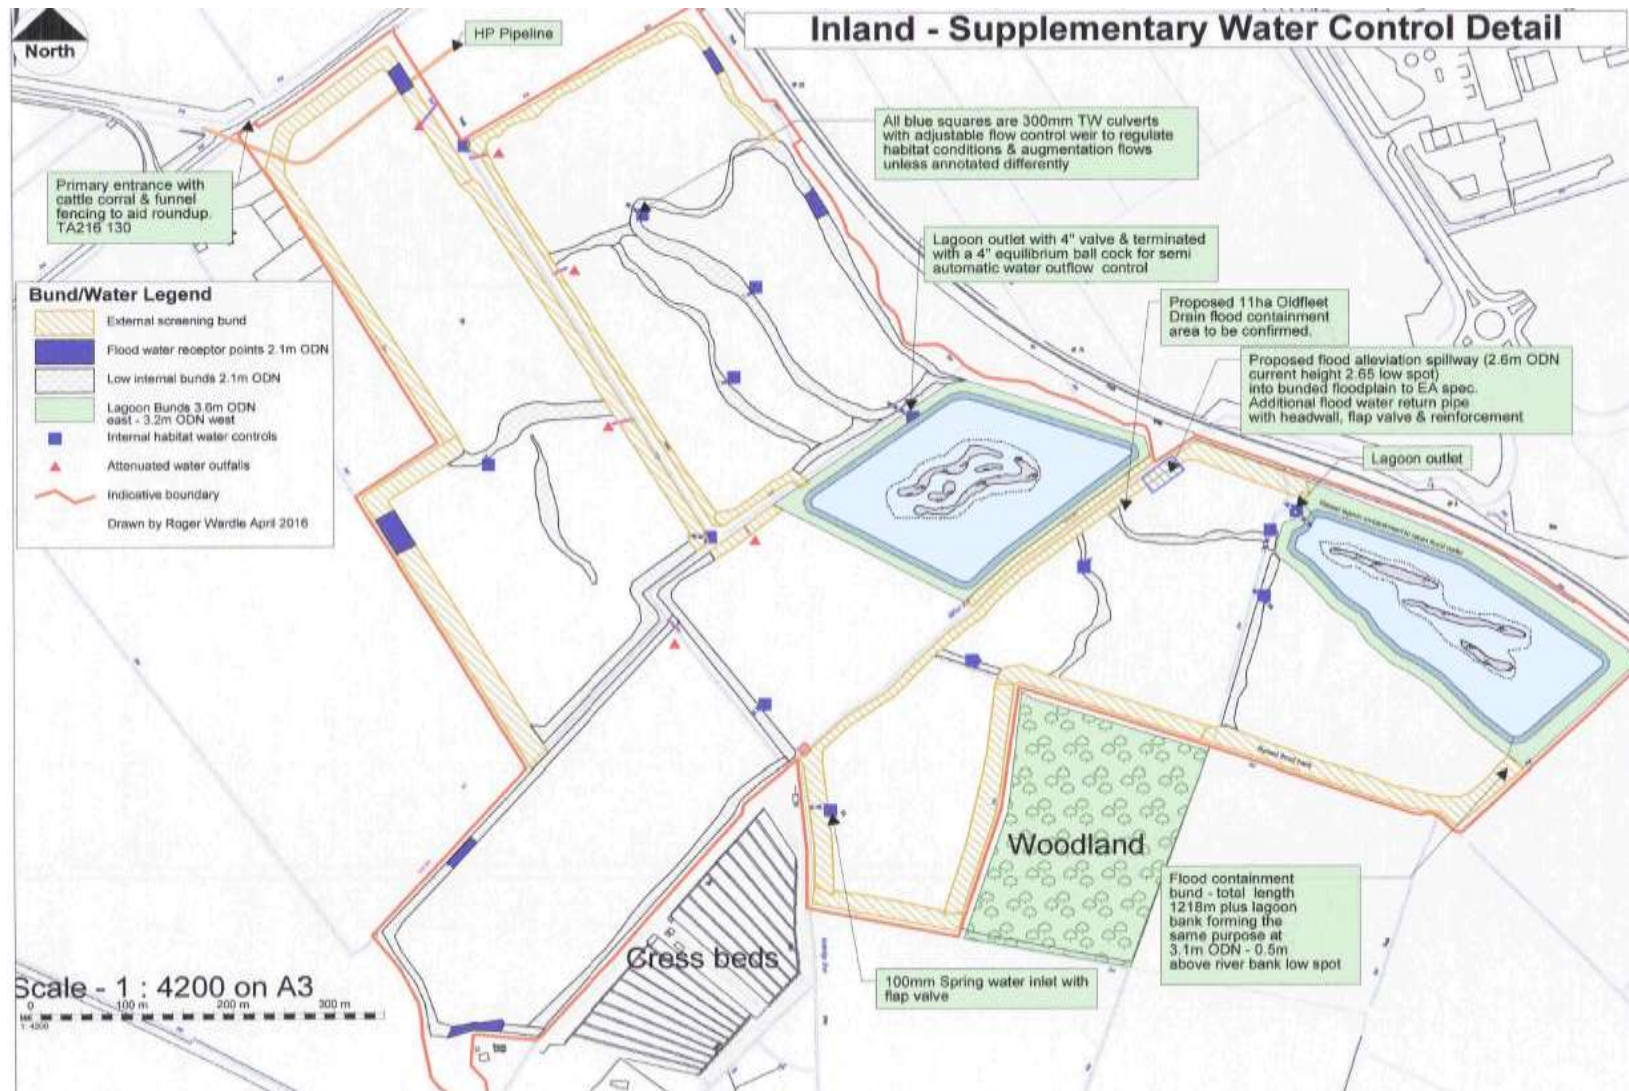 Inland - Supplementary Water Control Detail
North
HP Pipeline
All blue squares are 300mm TW culverts
with adjustable flow control weir to regulate
habitat conditions & augmentation flows
unless annotated differently
Primary entrance with
cattle corral & funnel
fencing to aid roundup.
TA216 130
Lagoon outlet with 4" valve & terminated
with a 4" equilibrium ball cock for semi
automatic water outflow control
Proposed 11ha Oldfleet
Drain flood containment
area to be confirmed.
Proposed flood alleviation spillway (2.6m ODN
current height 2.65 low spot)
into bunded floodplain to EA spec.
Additional flood water return pipe
with headwall, flap valve & reinforcement
Lagoon outlet
Bund/Water Legend
External screening bund
Flood water receptor points 2.1m ODN
Low internal bunds 2.1m ODN
Lagoon Bunds 3.6m ODN
east - 3.2m ODN west
Internal habitat water controls
Attenuated water outfalls
Indicative boundary
Drawn by Roger Wardle April 2016
Woodland
Cress beds
Flood containment
bund - total length
1218m plus lagoon
bank forming the
same purpose at
3.1m ODN - 0.5m
above river bank low spot
100mm Spring water inlet with
flap valve
Scale - 1 : 4200 on A3
0 100 m 200 m 300 m
1: 4200